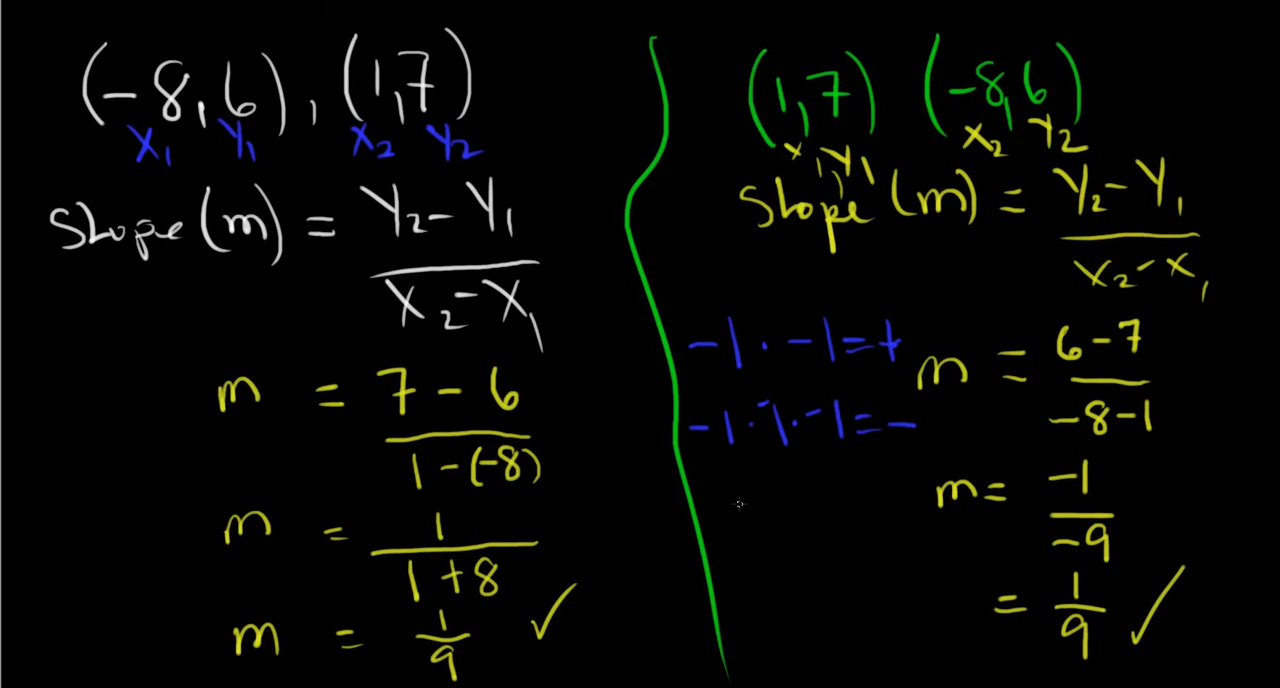 (-8, 6), (1, 7)
X₁ Y₁ X₂ Y₂
Slope (m) = Y₂ - Y₁
X₂ - X₁
m = 7 - 6
1 - (-8)
m = 1
1 + 8
m = 1
9
✓
(1, 7) (-8, 6)
X₁ Y₁ X₂ Y₂
Slope (m) = Y₂ - Y₁
X₂ - X₁
-1 · -1 = +
-1 · -1 · -1 = -
m = 6 - 7
-8 - 1
m = -1
-9
= 1
9
✓